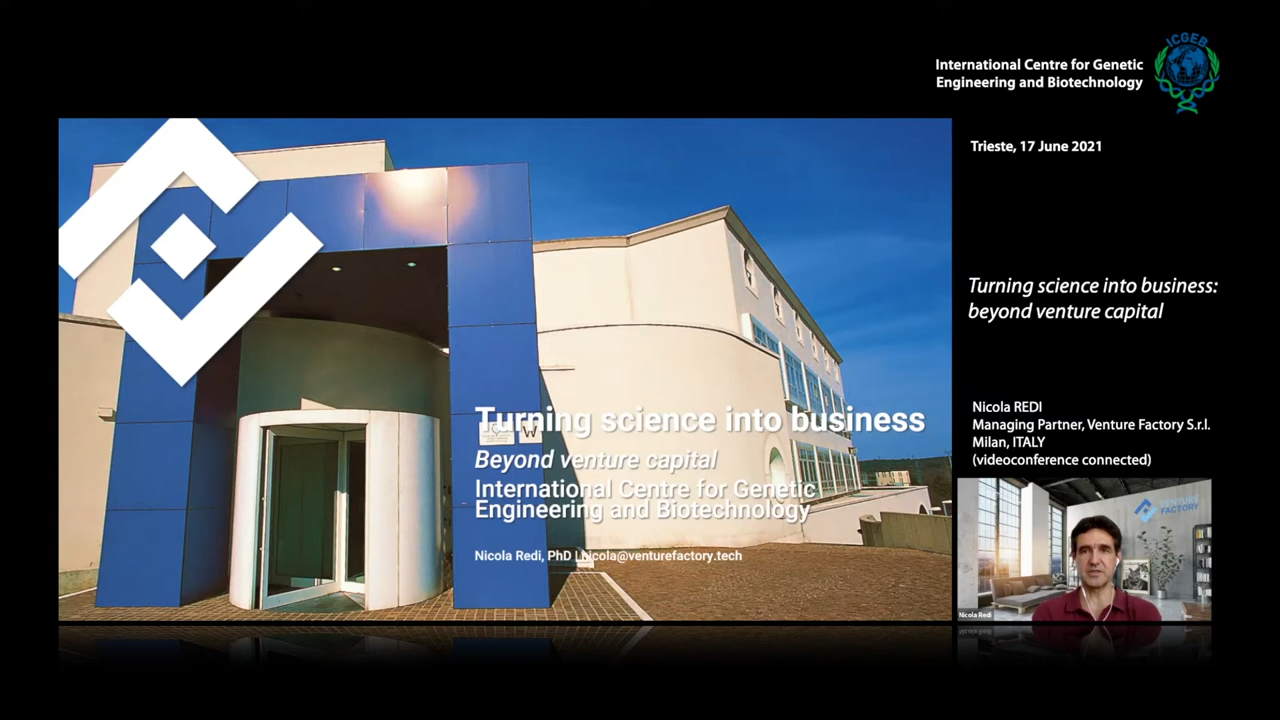 ICGEB
International Centre for Genetic
Engineering and Biotechnology
Trieste, 17 June 2021
Turning science into business:
beyond venture capital
Nicola REDI
Managing Partner, Venture Factory S.r.l.
Milan, ITALY
(videoconference connected)
Turning science into business
W
Beyond venture capital
International Centre for Genetic
Engineering and Biotechnology
Nicola Redi, PhD | nicola@venturefactory.tech
VENTURE
FACTORY
Nicola Redi